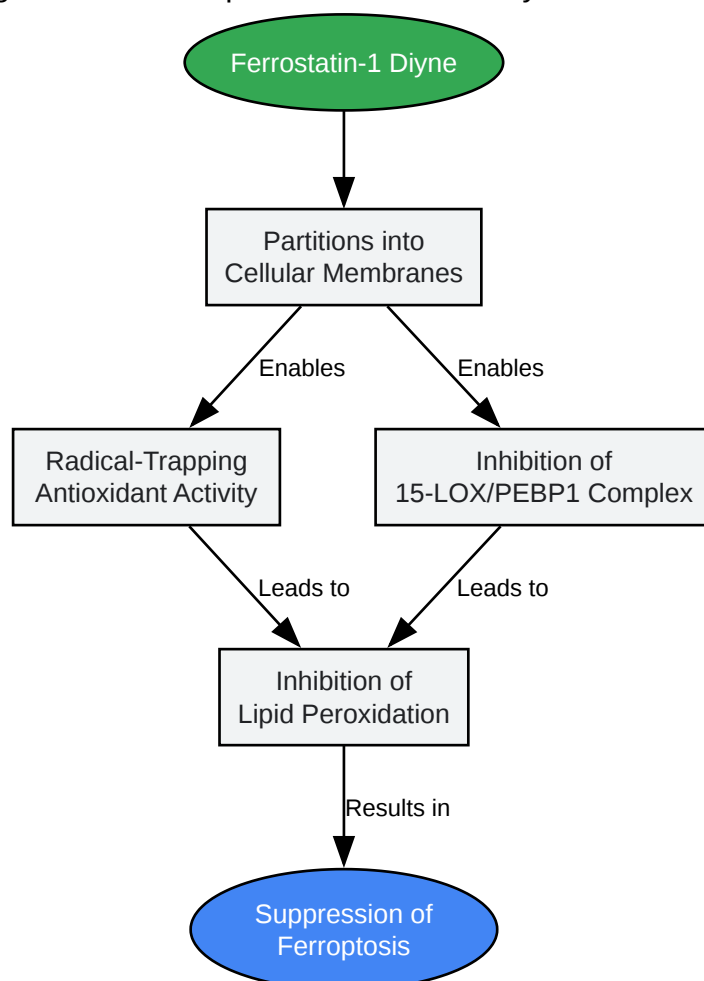 Ferrostatin-1 Diyne
Partitions into
Cellular Membranes
Enables
Enables
Radical-Trapping
Antioxidant Activity
Inhibition of
15-LOX/PEBP1 Complex
Leads to
Leads to
Inhibition of
Lipid Peroxidation
Results in
Suppression of
Ferroptosis